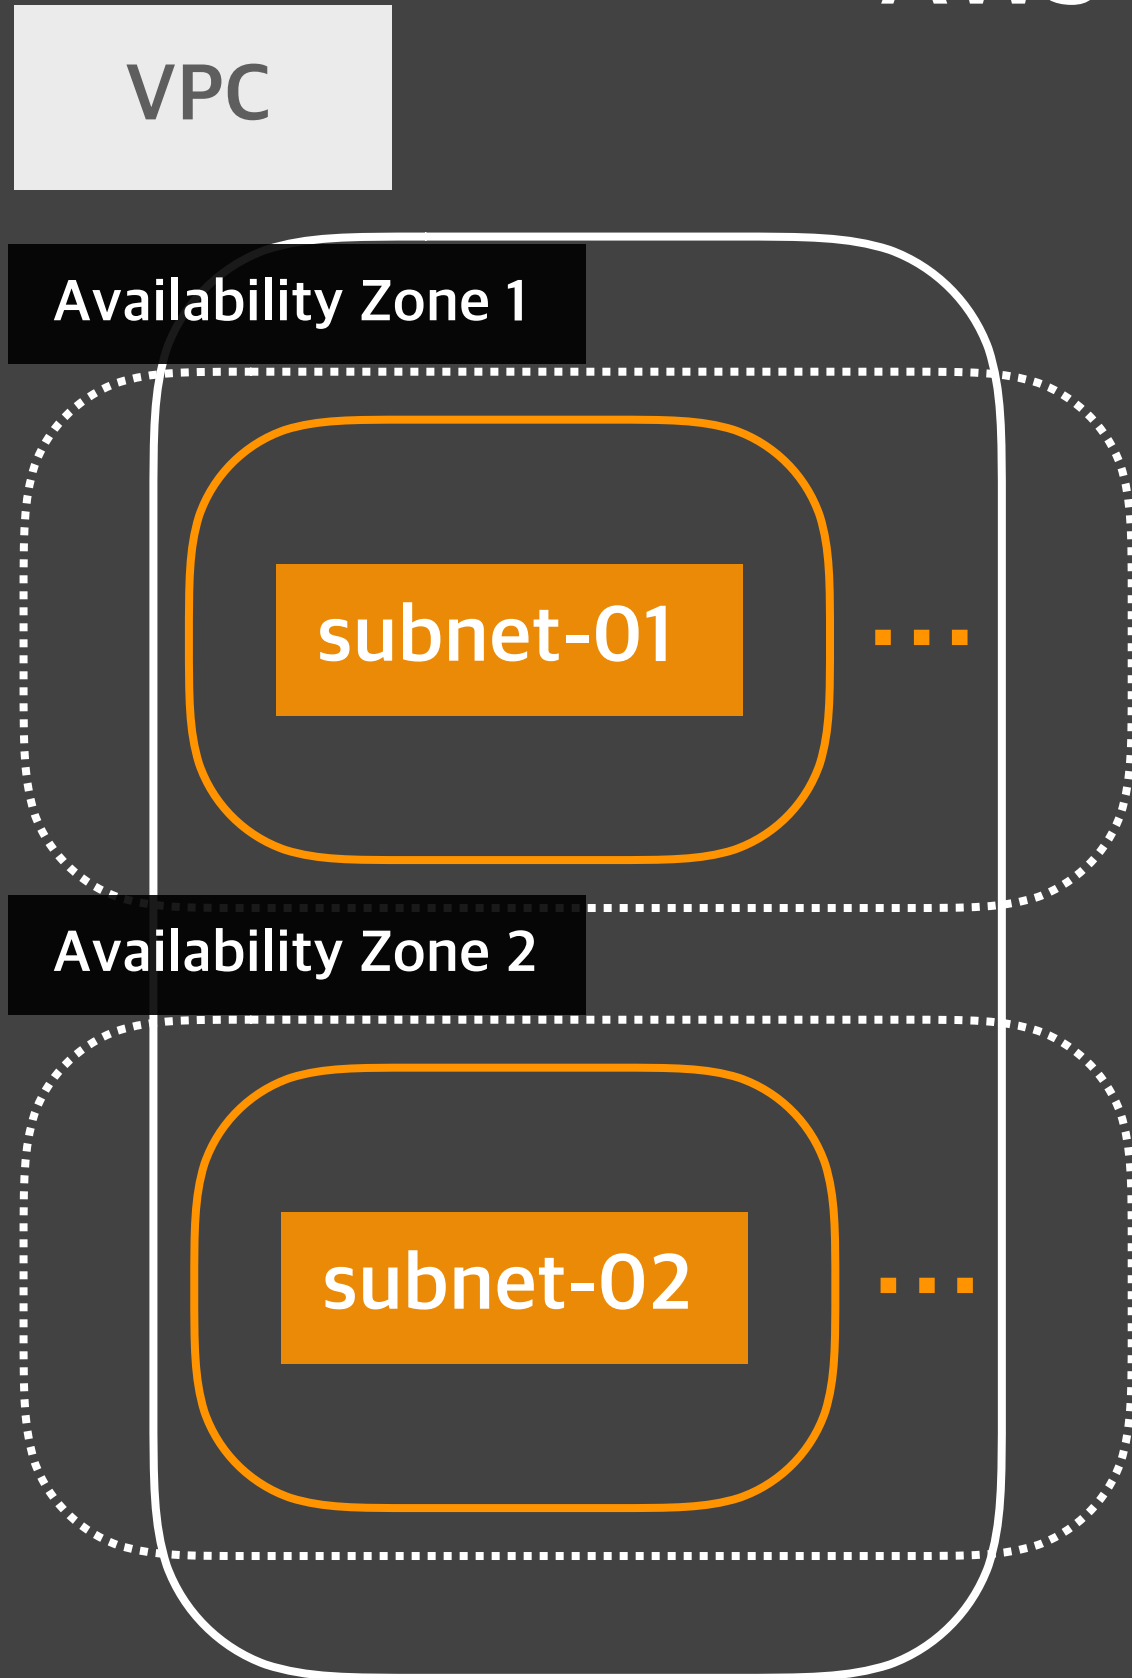 VPC
Availability Zone 1
subnet-01
...
Availability Zone 2
subnet-02
...